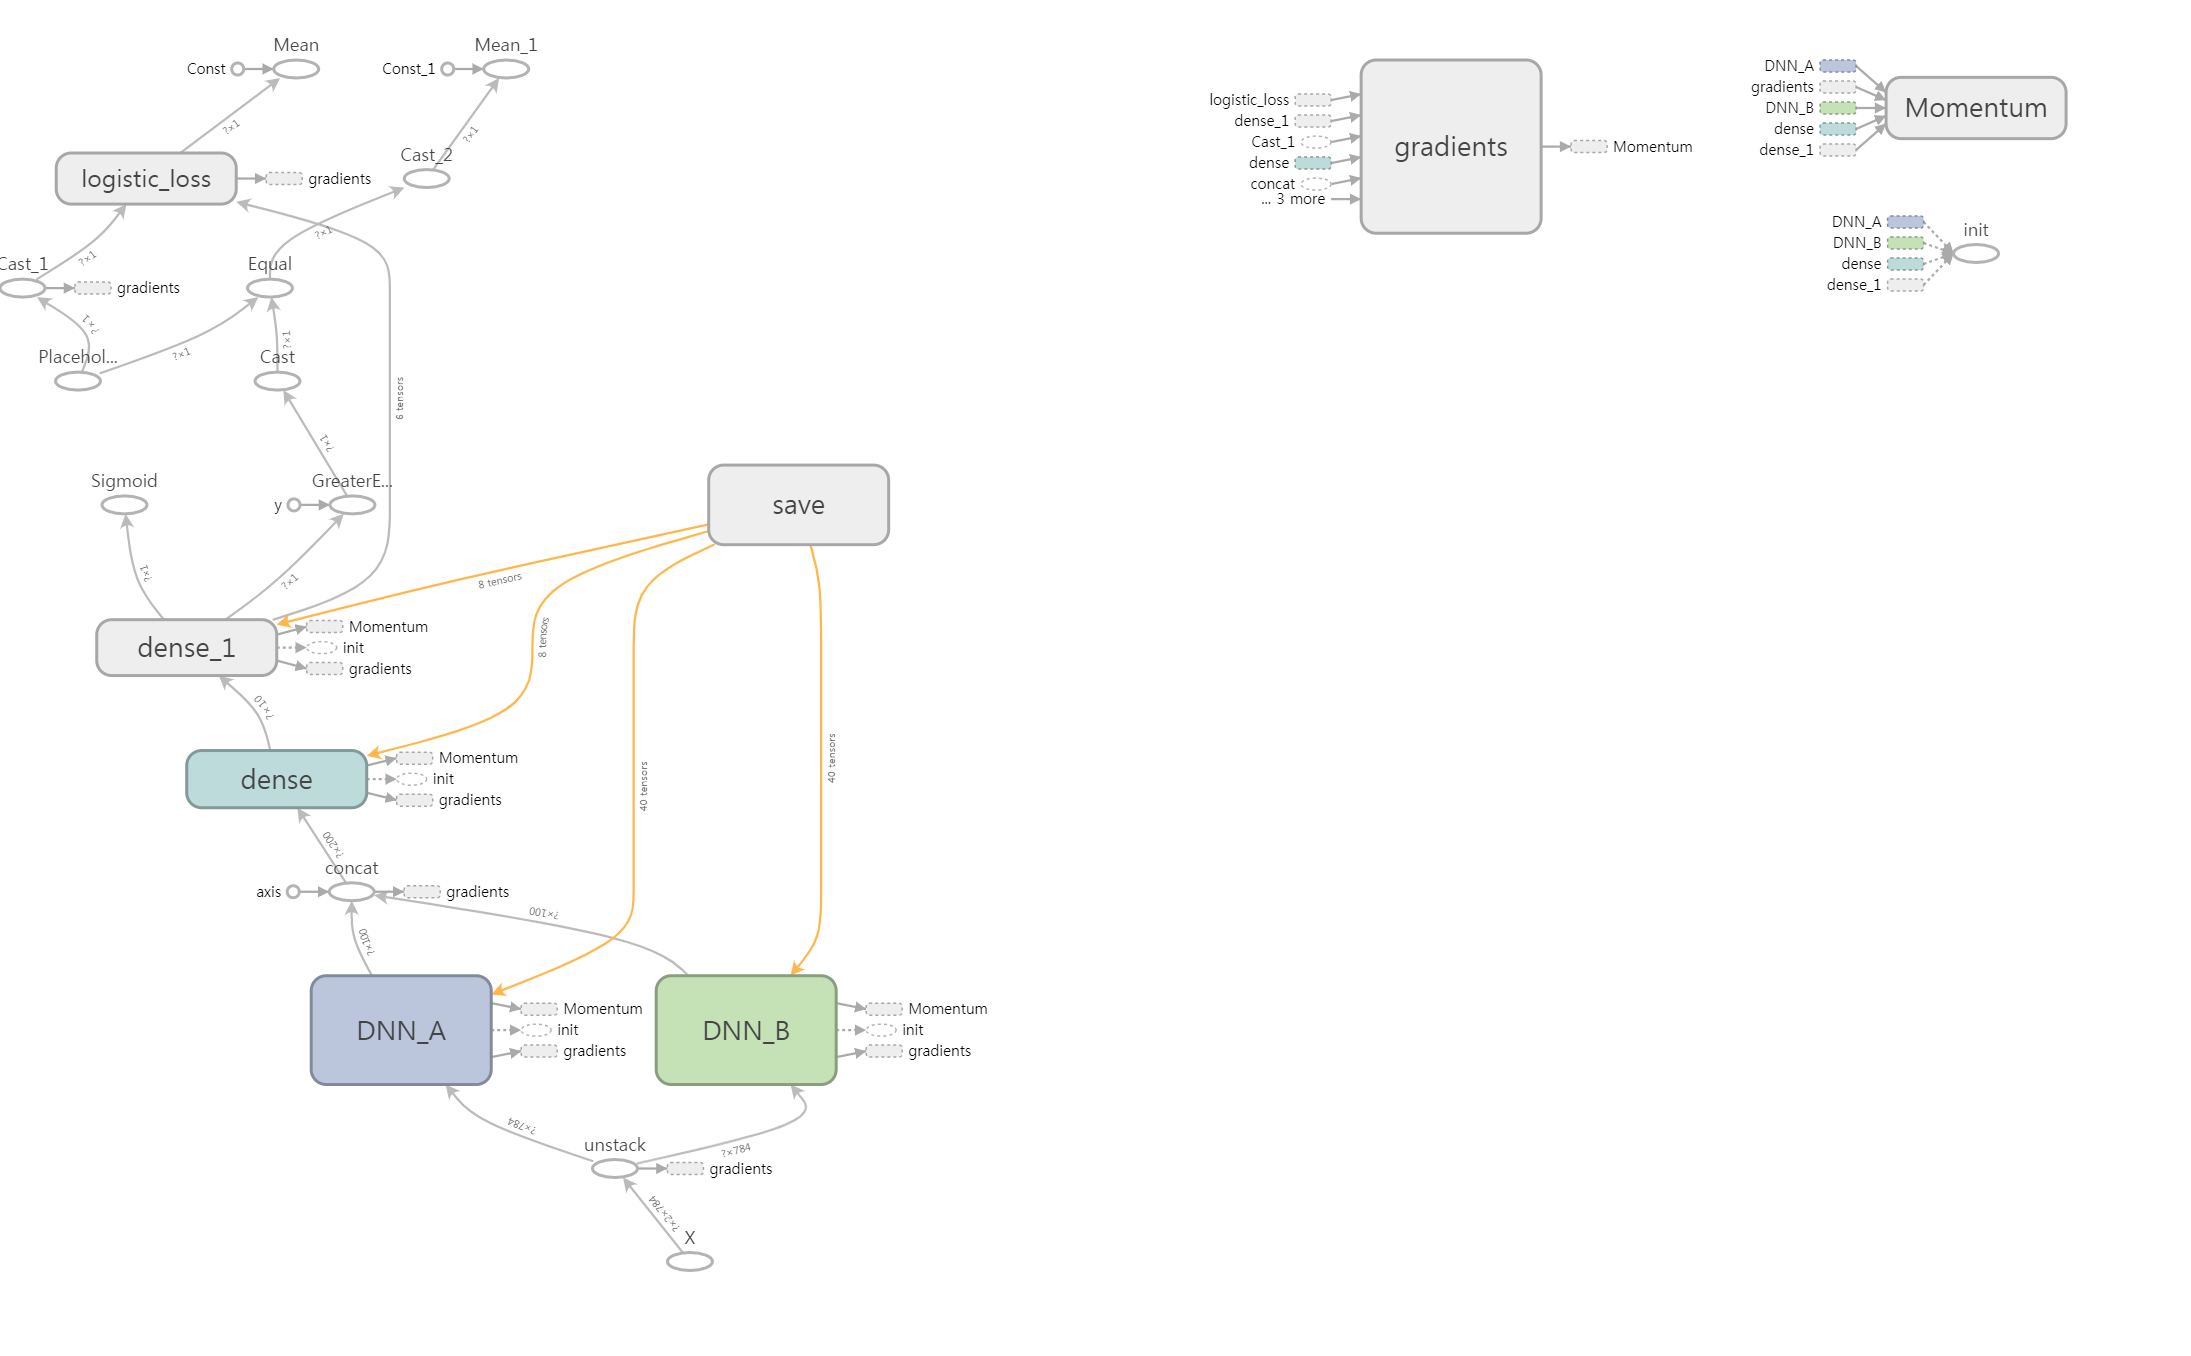 Mean
Const
Mean_1
Const_1
?×1
?×1
Cast_2
logistic_loss
gradients
?×1
Cast_1
?×1
gradients
Equal
?×1
Placehol...
?×1
?×1
Cast
6 tensors
?×1
Sigmoid
GreaterE...
y
save
?×1
?×1
8 tensors
8 tensors
dense_1
Momentum
init
gradients
?×10
dense
Momentum
init
gradients
40 tensors
40 tensors
?×200
concat
axis
gradients
?×100
?×100
DNN_A
Momentum
init
gradients
DNN_B
Momentum
init
gradients
?×784
?×784
unstack
gradients
?×2×784
X
logistic_loss
dense_1
Cast_1
dense
concat
... 3 more
gradients
Momentum
DNN_A
gradients
DNN_B
dense
dense_1
Momentum
DNN_A
DNN_B
dense
dense_1
init